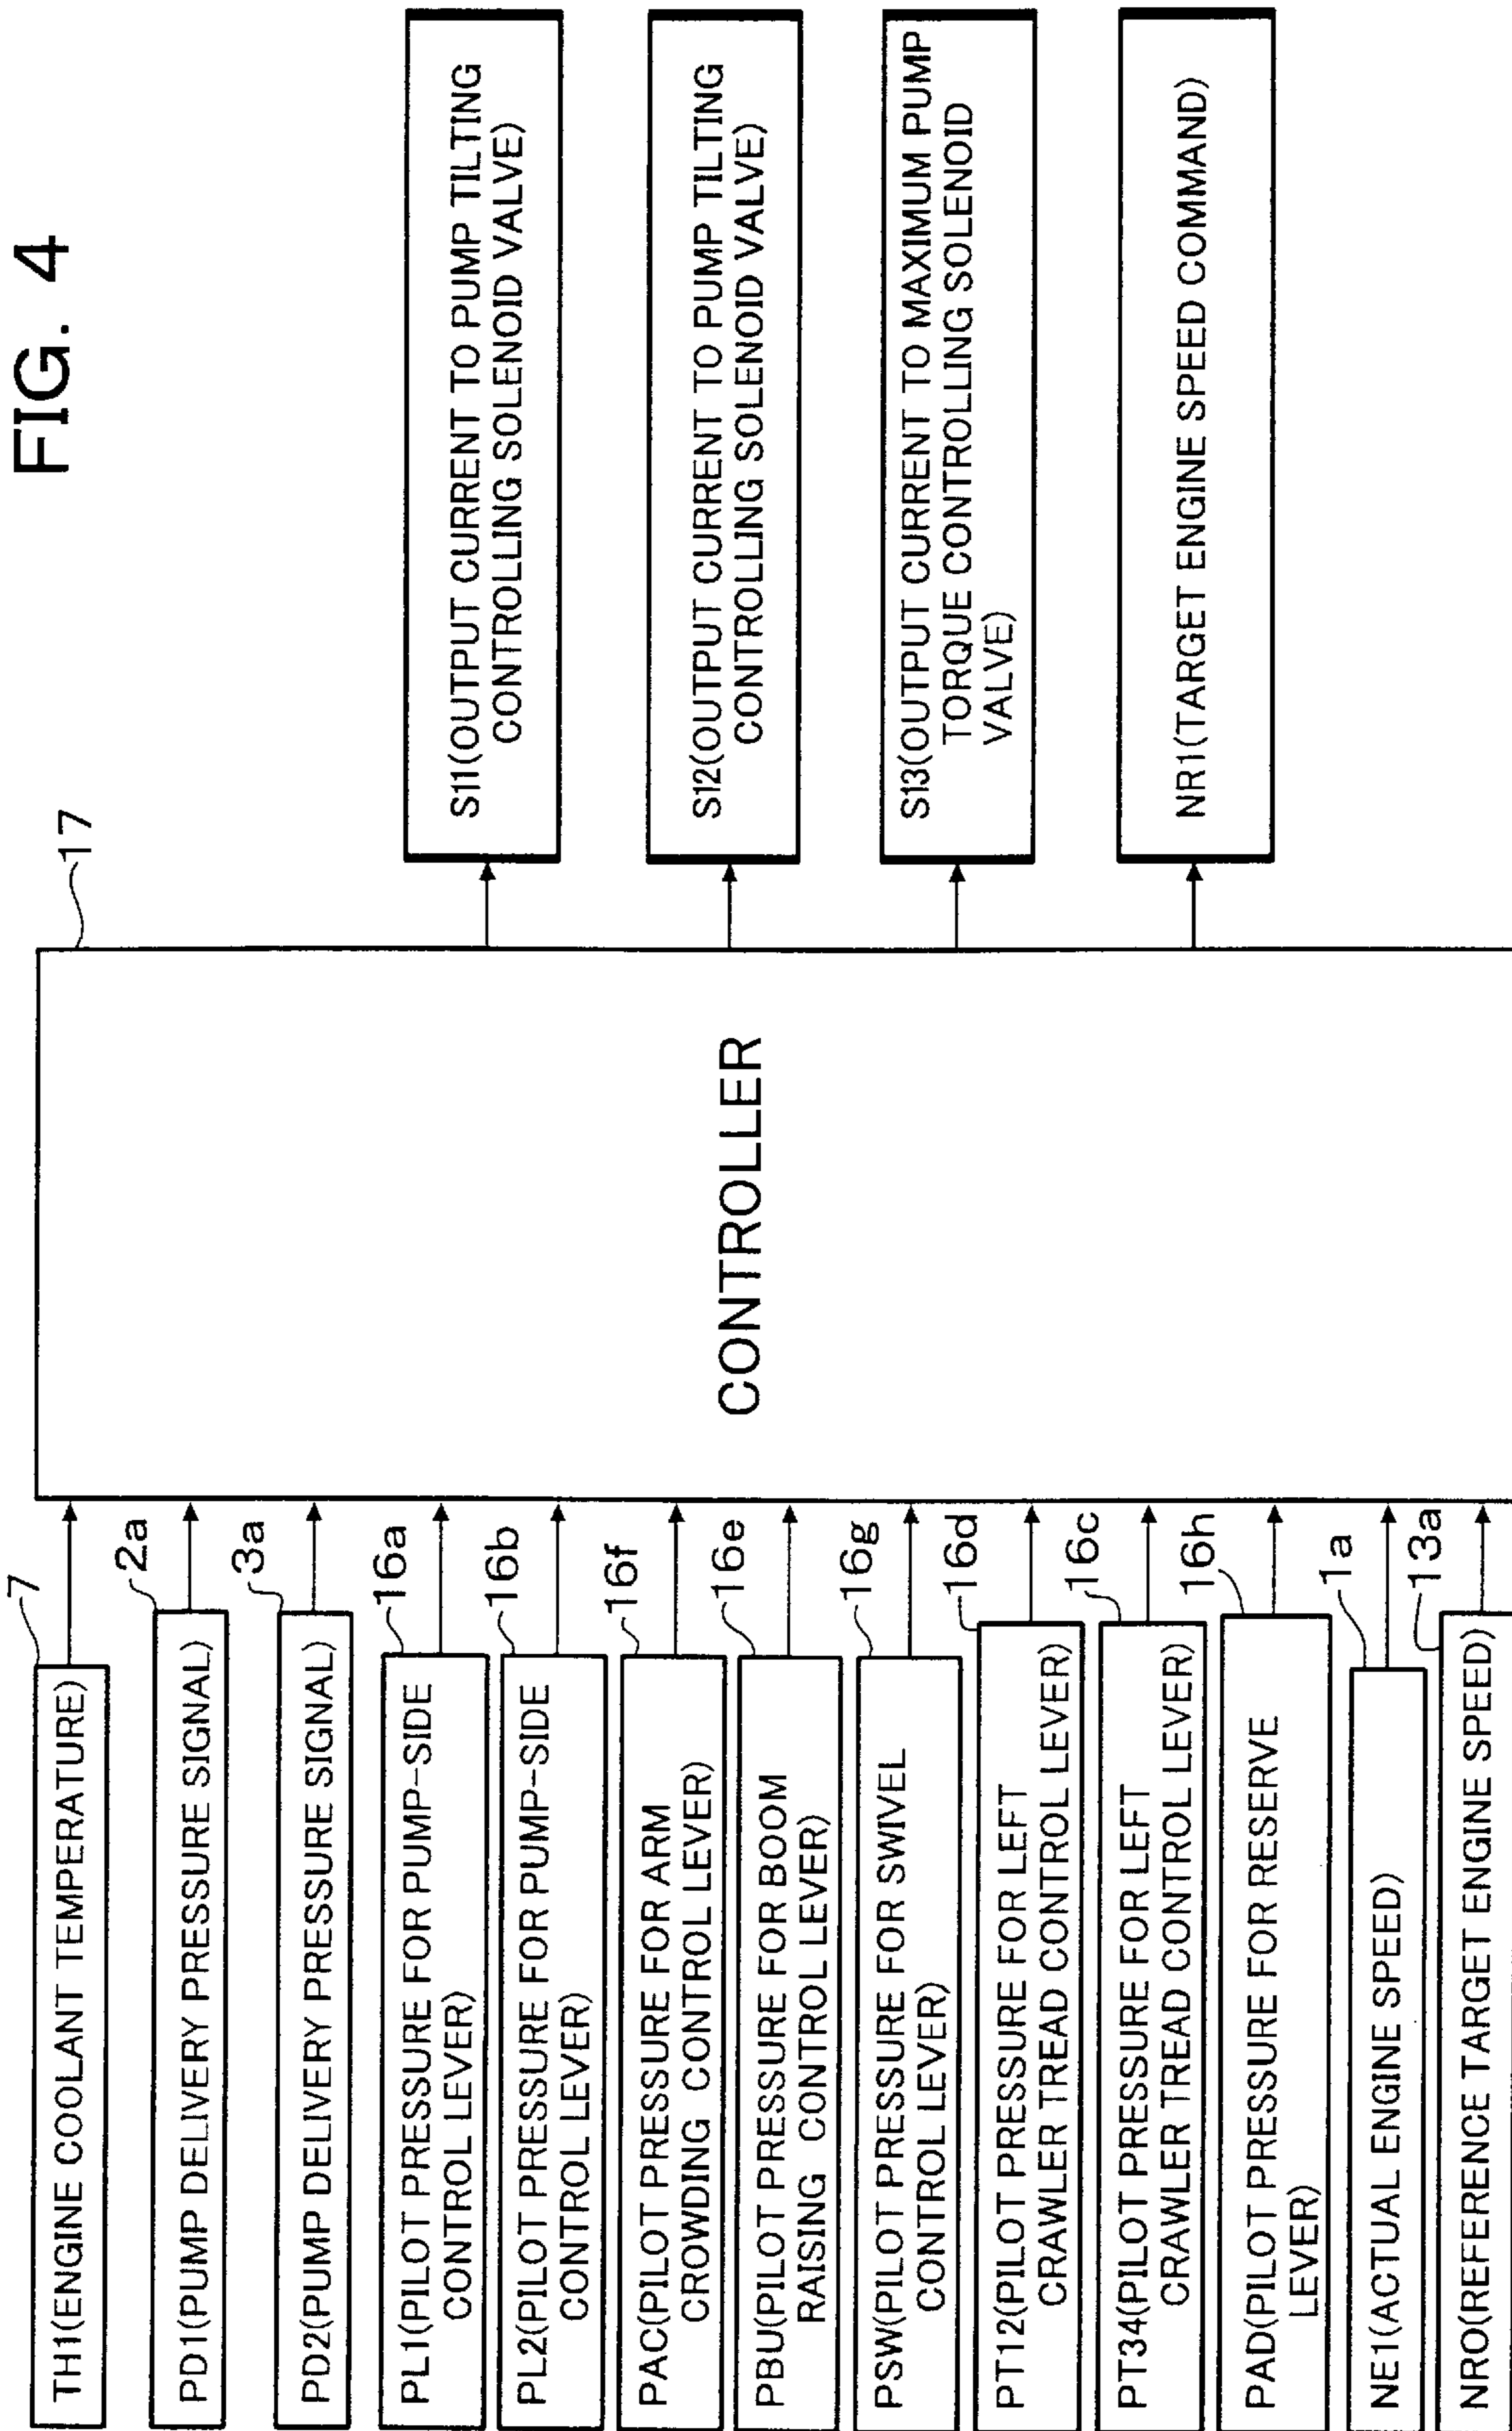 FIG. 4
7
TH1(ENGINE COOLANT TEMPERATURE)
2a
PD1(PUMP DELIVERY PRESSURE SIGNAL)
3a
PD2(PUMP DELIVERY PRESSURE SIGNAL)
16a
PL1(PILOT PRESSURE FOR PUMP-SIDE
CONTROL LEVER)
16b
PL2(PILOT PRESSURE FOR PUMP-SIDE
CONTROL LEVER)
16f
PAC(PILOT PRESSURE FOR ARM
CROWDING CONTROL LEVER)
16e
PBU(PILOT PRESSURE FOR BOOM
RAISING CONTROL LEVER)
16g
PSW(PILOT PRESSURE FOR SWIVEL
CONTROL LEVER)
16d
PT12(PILOT PRESSURE FOR LEFT
CRAWLER TREAD CONTROL LEVER)
16c
PT34(PILOT PRESSURE FOR LEFT
CRAWLER TREAD CONTROL LEVER)
16h
PAD(PILOT PRESSURE FOR RESERVE
LEVER)
1a
NE1(ACTUAL ENGINE SPEED)
13a
NRO(REFERENCE TARGET ENGINE SPEED)
17
CONTROLLER
S11(OUTPUT CURRENT TO PUMP TILTING
CONTROLLING SOLENOID VALVE)
S12(OUTPUT CURRENT TO PUMP TILTING
CONTROLLING SOLENOID VALVE)
S13(OUTPUT CURRENT TO MAXIMUM PUMP
TORQUE CONTROLLING SOLENOID
VALVE)
NR1(TARGET ENGINE SPEED COMMAND)